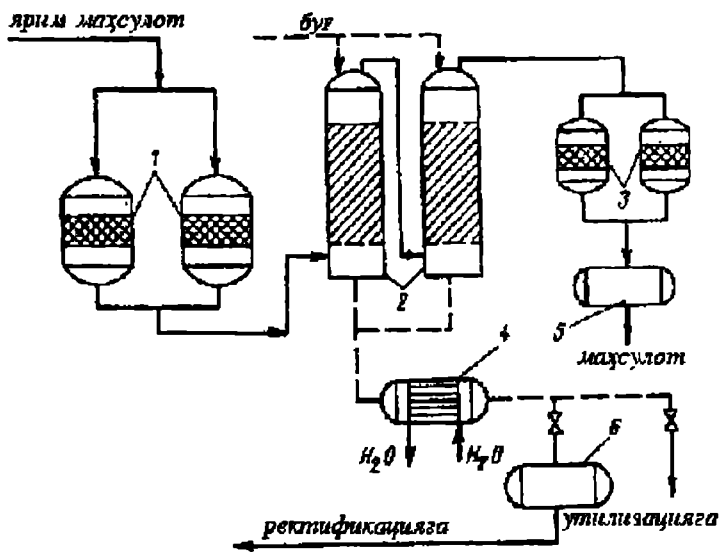 ярим маҳсулот
буғ
1
2
3
4
5
маҳсулот
H₂O
H₂O
6
утилизацияга
ректификацияга